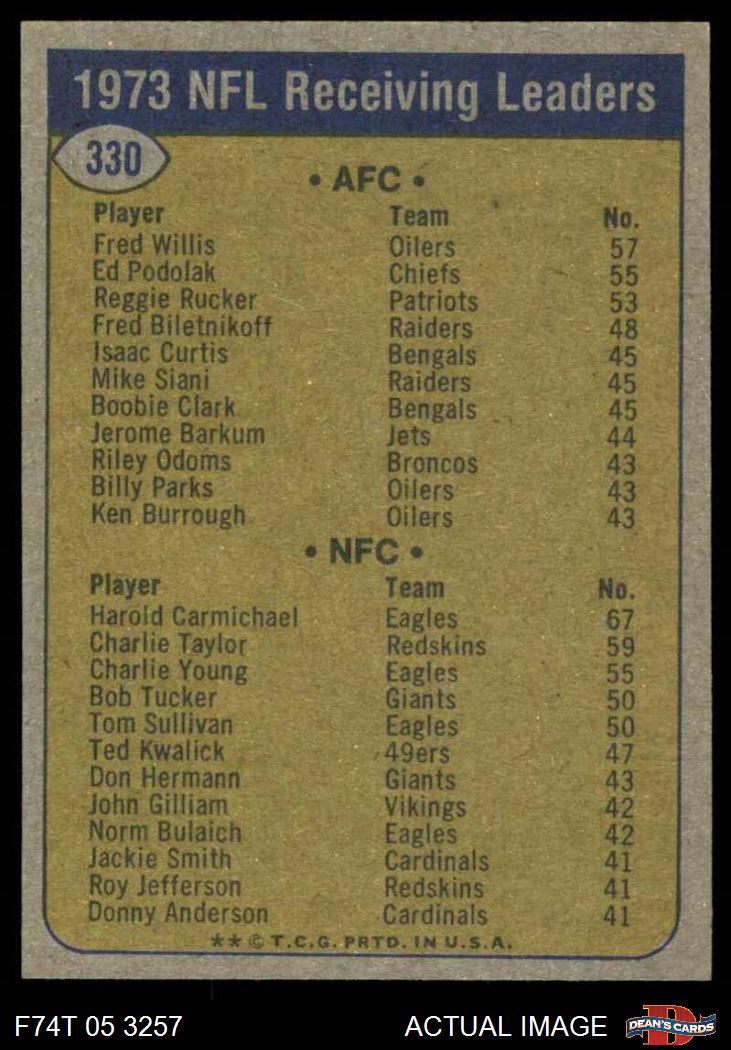 1973 NFL Receiving Leaders
330
• AFC •
Player Team No.
Fred Willis Oilers 57
Ed Podolak Chiefs 55
Reggie Rucker Patriots 53
Fred Biletnikoff Raiders 48
Isaac Curtis Bengals 45
Mike Siani Raiders 45
Boobie Clark Bengals 45
Jerome Barkum Jets 44
Riley Odoms Broncos 43
Billy Parks Oilers 43
Ken Burrough Oilers 43
• NFC •
Player Team No.
Harold Carmichael Eagles 67
Charlie Taylor Redskins 59
Charlie Young Eagles 55
Bob Tucker Giants 50
Tom Sullivan Eagles 50
Ted Kwalick 49ers 47
Don Hermann Giants 43
John Gilliam Vikings 42
Norm Bulaich Eagles 42
Jackie Smith Cardinals 41
Roy Jefferson Redskins 41
Donny Anderson Cardinals 41
** © T.C.G. PRTD. IN U.S.A.
F74T 05 3257 ACTUAL IMAGE D DEAN'S CARDS